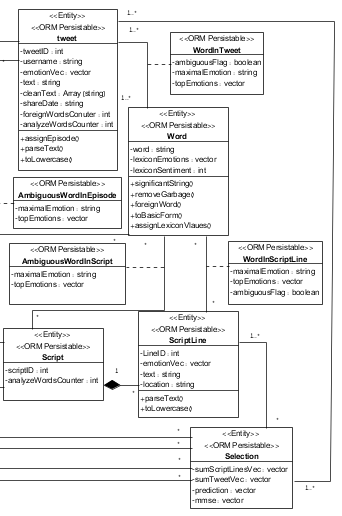 <<Entity>>
<<ORM Persistable>>
tweet
-tweetID : int
-username : string
-emotionVec : vector
-text : string
-cleanText : Array (string)
-shareDate : string
-foreignWordsConuter : int
-analyzeWordsCounter : int
+assignEpisode()
+parseText()
+toLowercase()
1..*
1..*
1..*
<<ORM Persistable>>
WordInTweet
-ambiguousFlag : boolean
-maximalEmotion : string
-topEmotions : vector
<<Entity>>
<<ORM Persistable>>
Word
-word : string
-lexiconEmotions : vector
-lexiconSentiment : int
+significantString()
+removeGarbage()
+foreignWord()
+toBasicForm()
+assignLexiconVlaues()
<<ORM Persistable>>
AmbiguousWordInEpisode
-maximalEmotion : string
-topEmotions : vector
*
*
*
<<ORM Persistable>>
AmbiguousWordInScript
-maximalEmotion : string
-topEmotions : vector
<<ORM Persistable>>
WordInScriptLine
-maximalEmotion : string
-topEmotions : vector
-ambiguousFlag : boolean
*
*
<<Entity>>
<<ORM Persistable>>
Script
-scriptID : int
-analyzeWordsCounter : int
1
*
<<Entity>>
<<ORM Persistable>>
ScriptLine
-LineID : int
-emotionVec : vector
-text : string
-location : string
+parseText()
+toLowercase()
1..*
*
<<Entity>>
<<ORM Persistable>>
Selection
-sumScriptLinesVec : vector
-sumTweetVec : vector
-prediction : vector
-mmse : vector
*
*
*
*
1..*